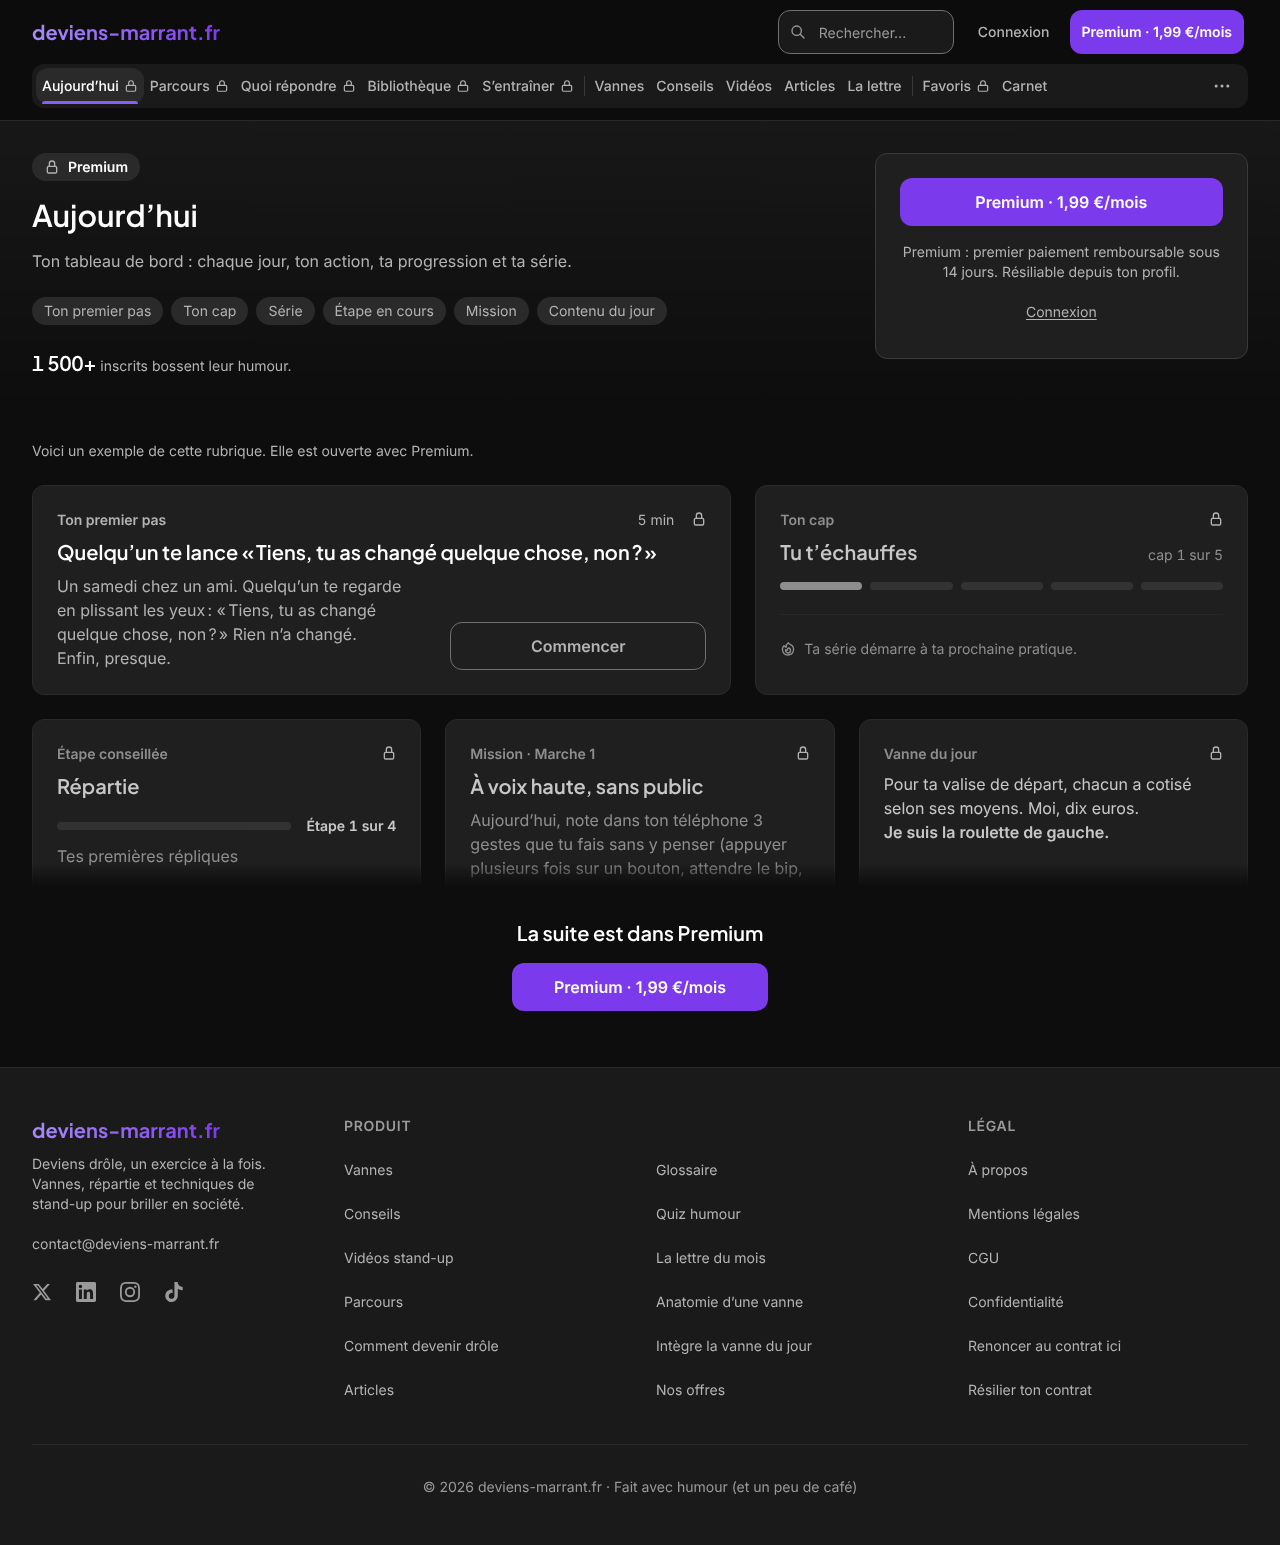 deviens-marrant.fr
Rechercher...
Connexion
Premium · 1,99 €/mois
Aujourd’hui
Parcours
Quoi répondre
Bibliothèque
S’entraîner
Vannes
Conseils
Vidéos
Articles
La lettre
Favoris
Carnet
Premium
Aujourd’hui
Ton tableau de bord : chaque jour, ton action, ta progression et ta série.
Ton premier pas
Ton cap
Série
Étape en cours
Mission
Contenu du jour
1 500+ inscrits bossent leur humour.
Premium · 1,99 €/mois
Premium : premier paiement remboursable sous
14 jours. Résiliable depuis ton profil.
Connexion
Voici un exemple de cette rubrique. Elle est ouverte avec Premium.
Ton premier pas
5 min
Quelqu’un te lance « Tiens, tu as changé quelque chose, non ? »
Un samedi chez un ami. Quelqu’un te regarde
en plissant les yeux : « Tiens, tu as changé
quelque chose, non ? » Rien n’a changé.
Enfin, presque.
Commencer
Ton cap
Tu t’échauffes
cap 1 sur 5
Ta série démarre à ta prochaine pratique.
Étape conseillée
Répartie
Étape 1 sur 4
Tes premières répliques
Mission · Marche 1
À voix haute, sans public
Aujourd’hui, note dans ton téléphone 3
gestes que tu fais sans y penser (appuyer
plusieurs fois sur un bouton, attendre le bip,
Vanne du jour
Pour ta valise de départ, chacun a cotisé
selon ses moyens. Moi, dix euros.
Je suis la roulette de gauche.
La suite est dans Premium
Premium · 1,99 €/mois
deviens-marrant.fr
Deviens drôle, un exercice à la fois.
Vannes, répartie et techniques de
stand-up pour briller en société.
contact@deviens-marrant.fr
PRODUIT
Vannes
Conseils
Vidéos stand-up
Parcours
Comment devenir drôle
Articles
Glossaire
Quiz humour
La lettre du mois
Anatomie d’une vanne
Intègre la vanne du jour
Nos offres
LÉGAL
À propos
Mentions légales
CGU
Confidentialité
Renoncer au contrat ici
Résilier ton contrat
© 2026 deviens-marrant.fr · Fait avec humour (et un peu de café)